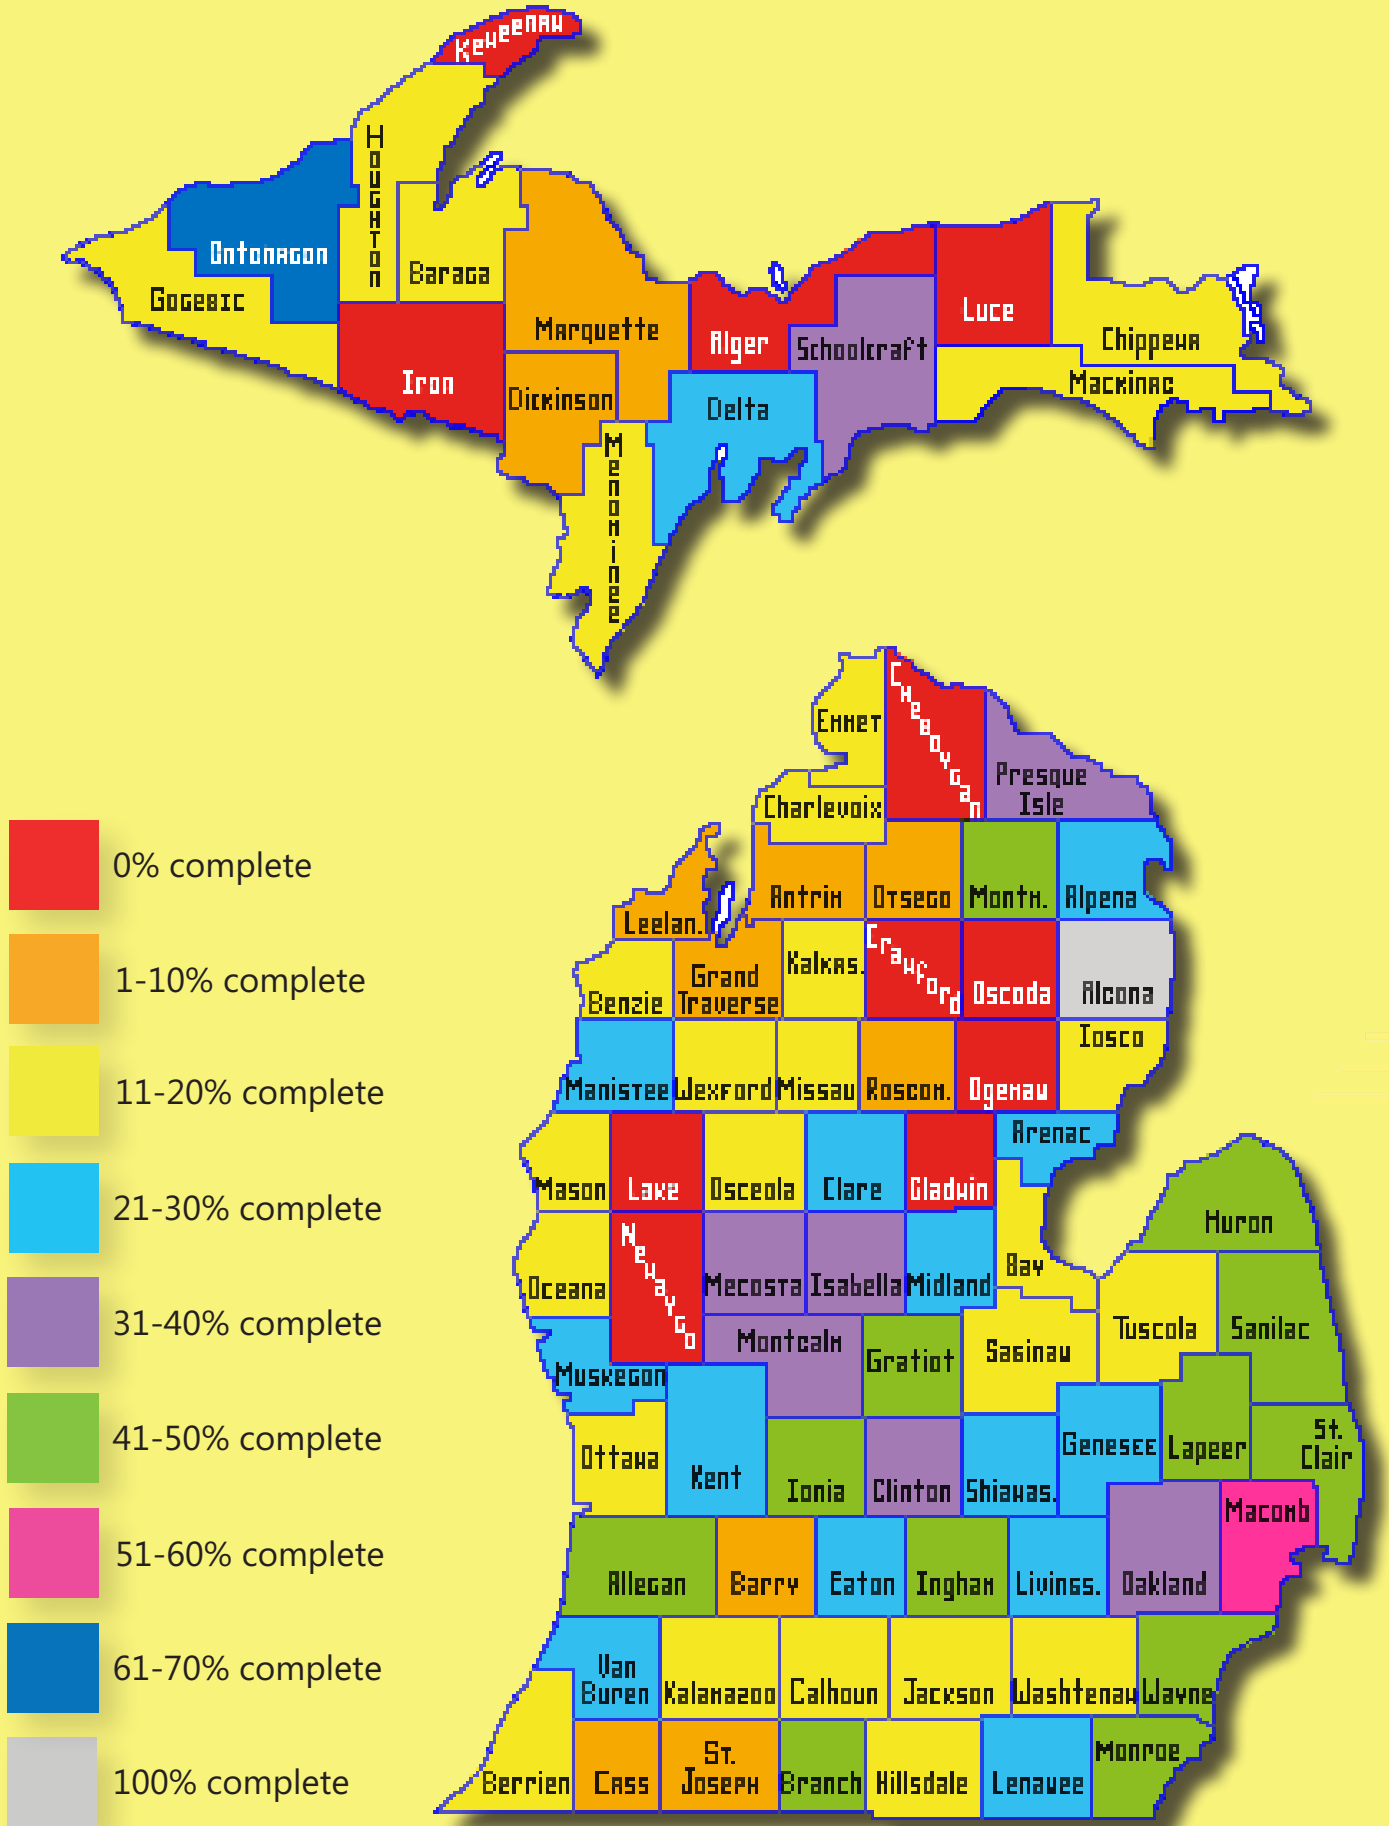 Keweenaw
Houghton
Ontonagon
Baraga
Gogebic
Marquette
Alger
Schoolcraft
Luce
Chippewa
Mackinac
Iron
Dickinson
Delta
Menominee
Emmet
Cheboygan
Presque
Isle
Charlevoix
Antrim
Otsego
Montm.
Alpena
Leelan.
Grand
Traverse
Kalkas.
Crawford
Oscoda
Alcona
Benzie
Manistee
Wexford
Missau
Roscom.
Ogemaw
Iosco
Arenac
Mason
Lake
Osceola
Clare
Gladwin
Huron
Oceana
Newaygo
Mecosta
Isabella
Midland
Bay
Tuscola
Sanilac
Muskegon
Montcalm
Gratiot
Saginaw
Ottawa
Kent
Ionia
Clinton
Shiawas.
Genesee
Lapeer
St.
Clair
Allegan
Barry
Eaton
Ingham
Livings.
Oakland
Macomb
Van
Buren
Kalamazoo
Calhoun
Jackson
Washtenaw
Wayne
Berrien
Cass
St.
Joseph
Branch
Hillsdale
Lenawee
Monroe
0% complete
1-10% complete
11-20% complete
21-30% complete
31-40% complete
41-50% complete
51-60% complete
61-70% complete
100% complete